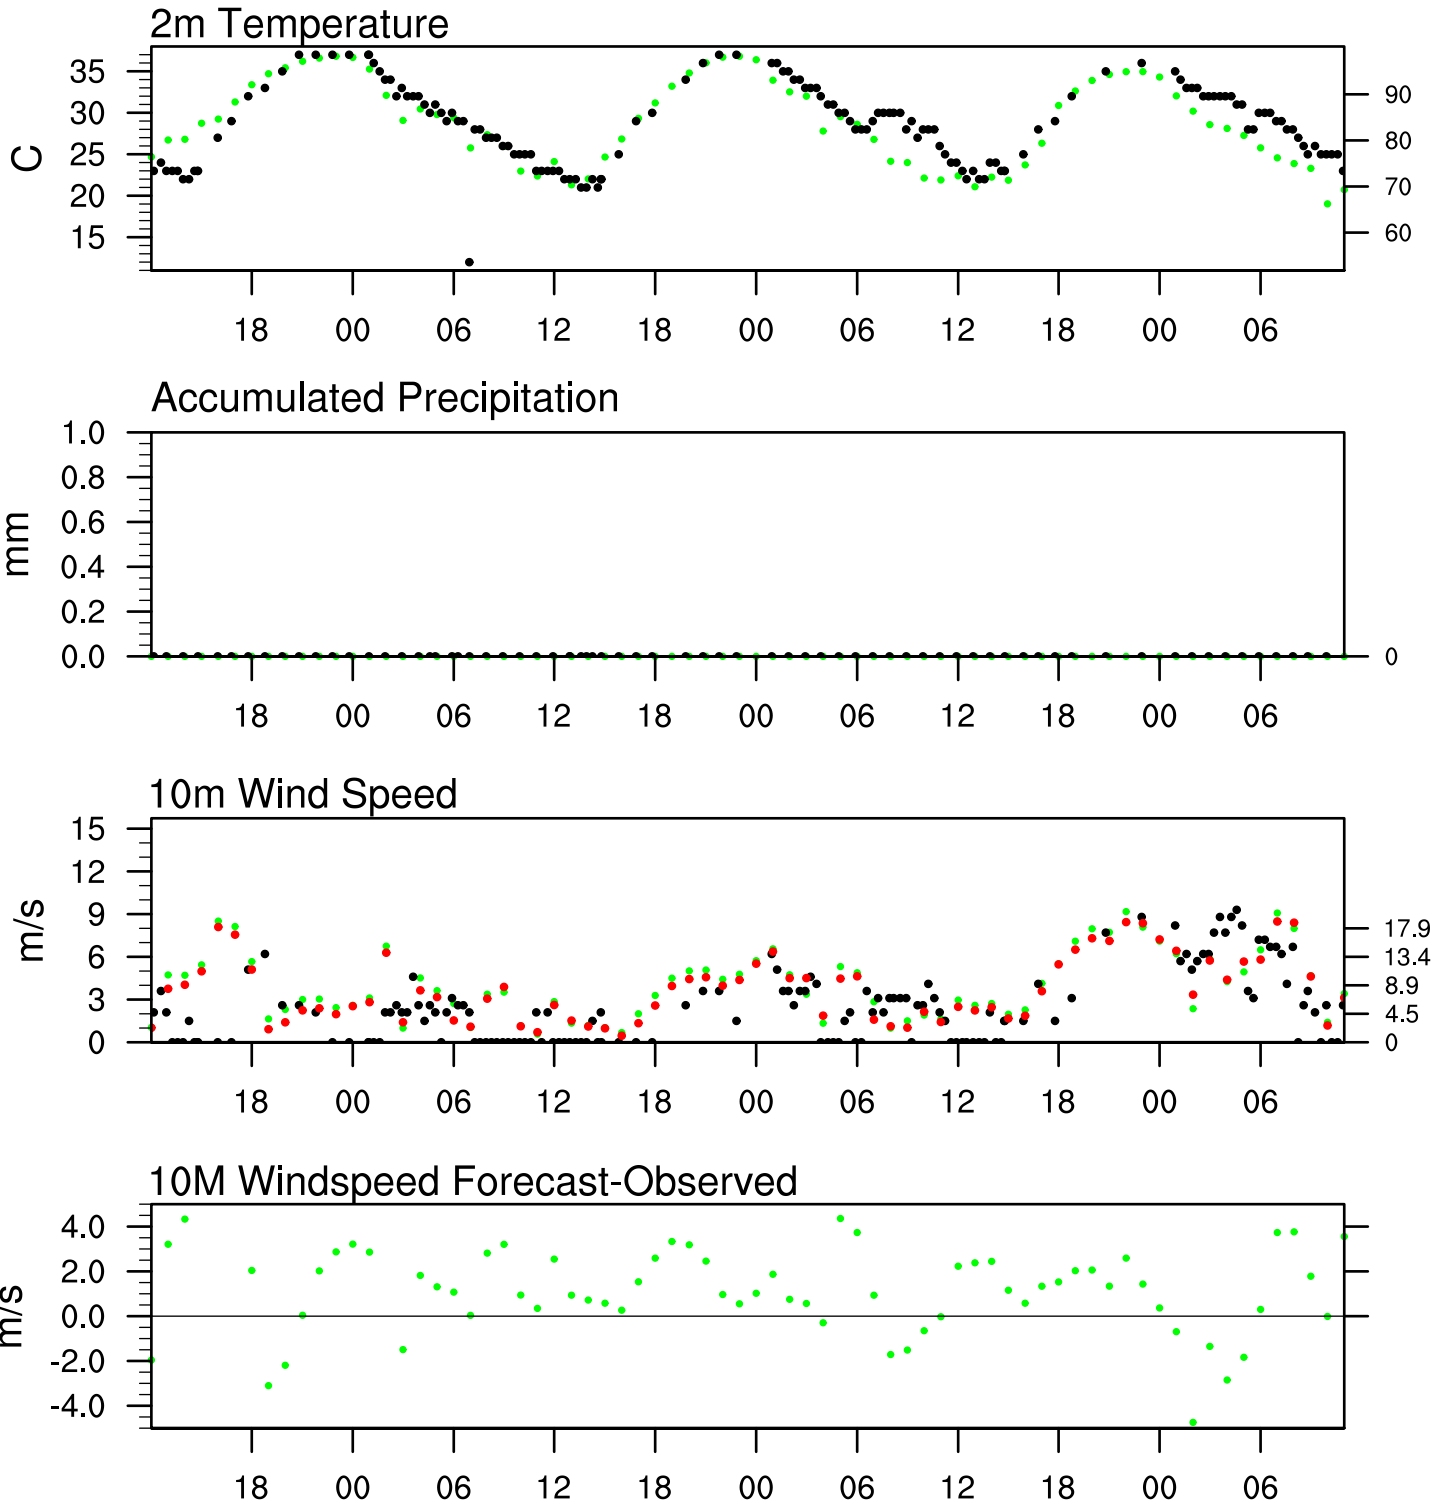 2m Temperature
35
30
25
20
15
C
90
80
70
60
18 00 06 12 18 00 06 12 18 00 06
Accumulated Precipitation
1.0
0.8
0.6
0.4
0.2
0.0
mm
0
18 00 06 12 18 00 06 12 18 00 06
10m Wind Speed
15
12
9
6
3
0
m/s
17.9
13.4
8.9
4.5
0
18 00 06 12 18 00 06 12 18 00 06
10M Windspeed Forecast-Observed
4.0
2.0
0.0
-2.0
-4.0
m/s
18 00 06 12 18 00 06 12 18 00 06